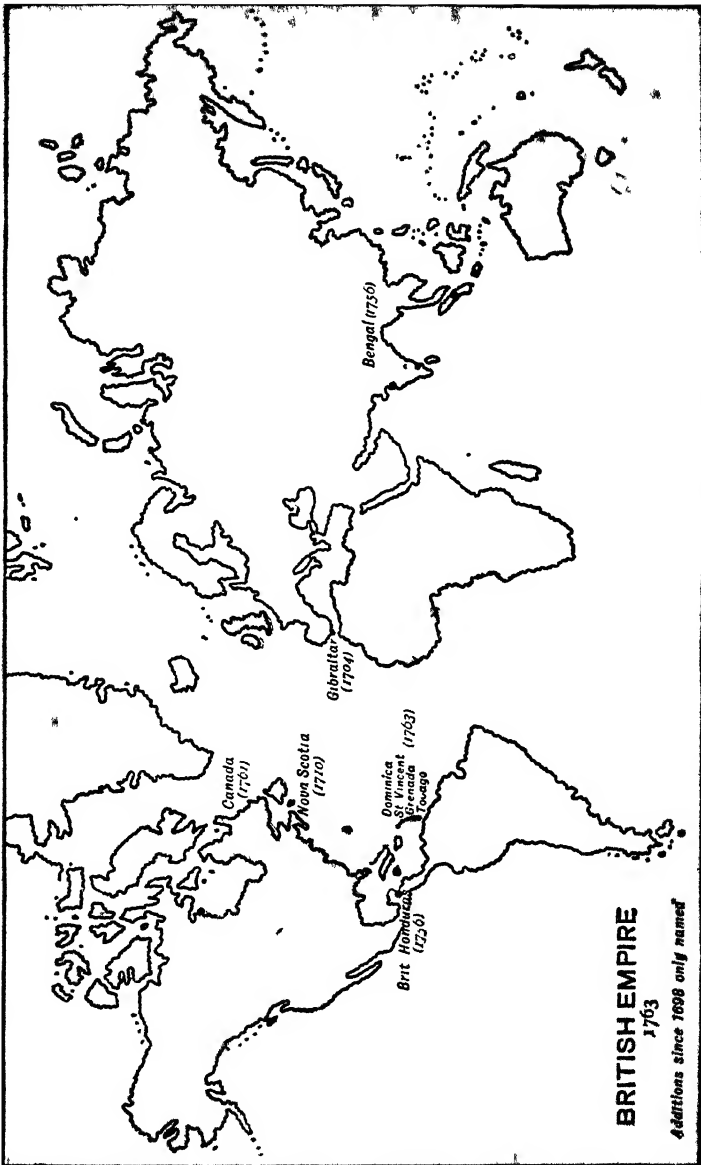 BRITISH EMPIRE
1763
Additions since 1698 only named
Canada
(1761)
Nova Scotia
(1710)
Gibraltar
(1704)
Bengal (1756)
Dominica
St Vincent
Grenada
(1763)
Brit Honduras